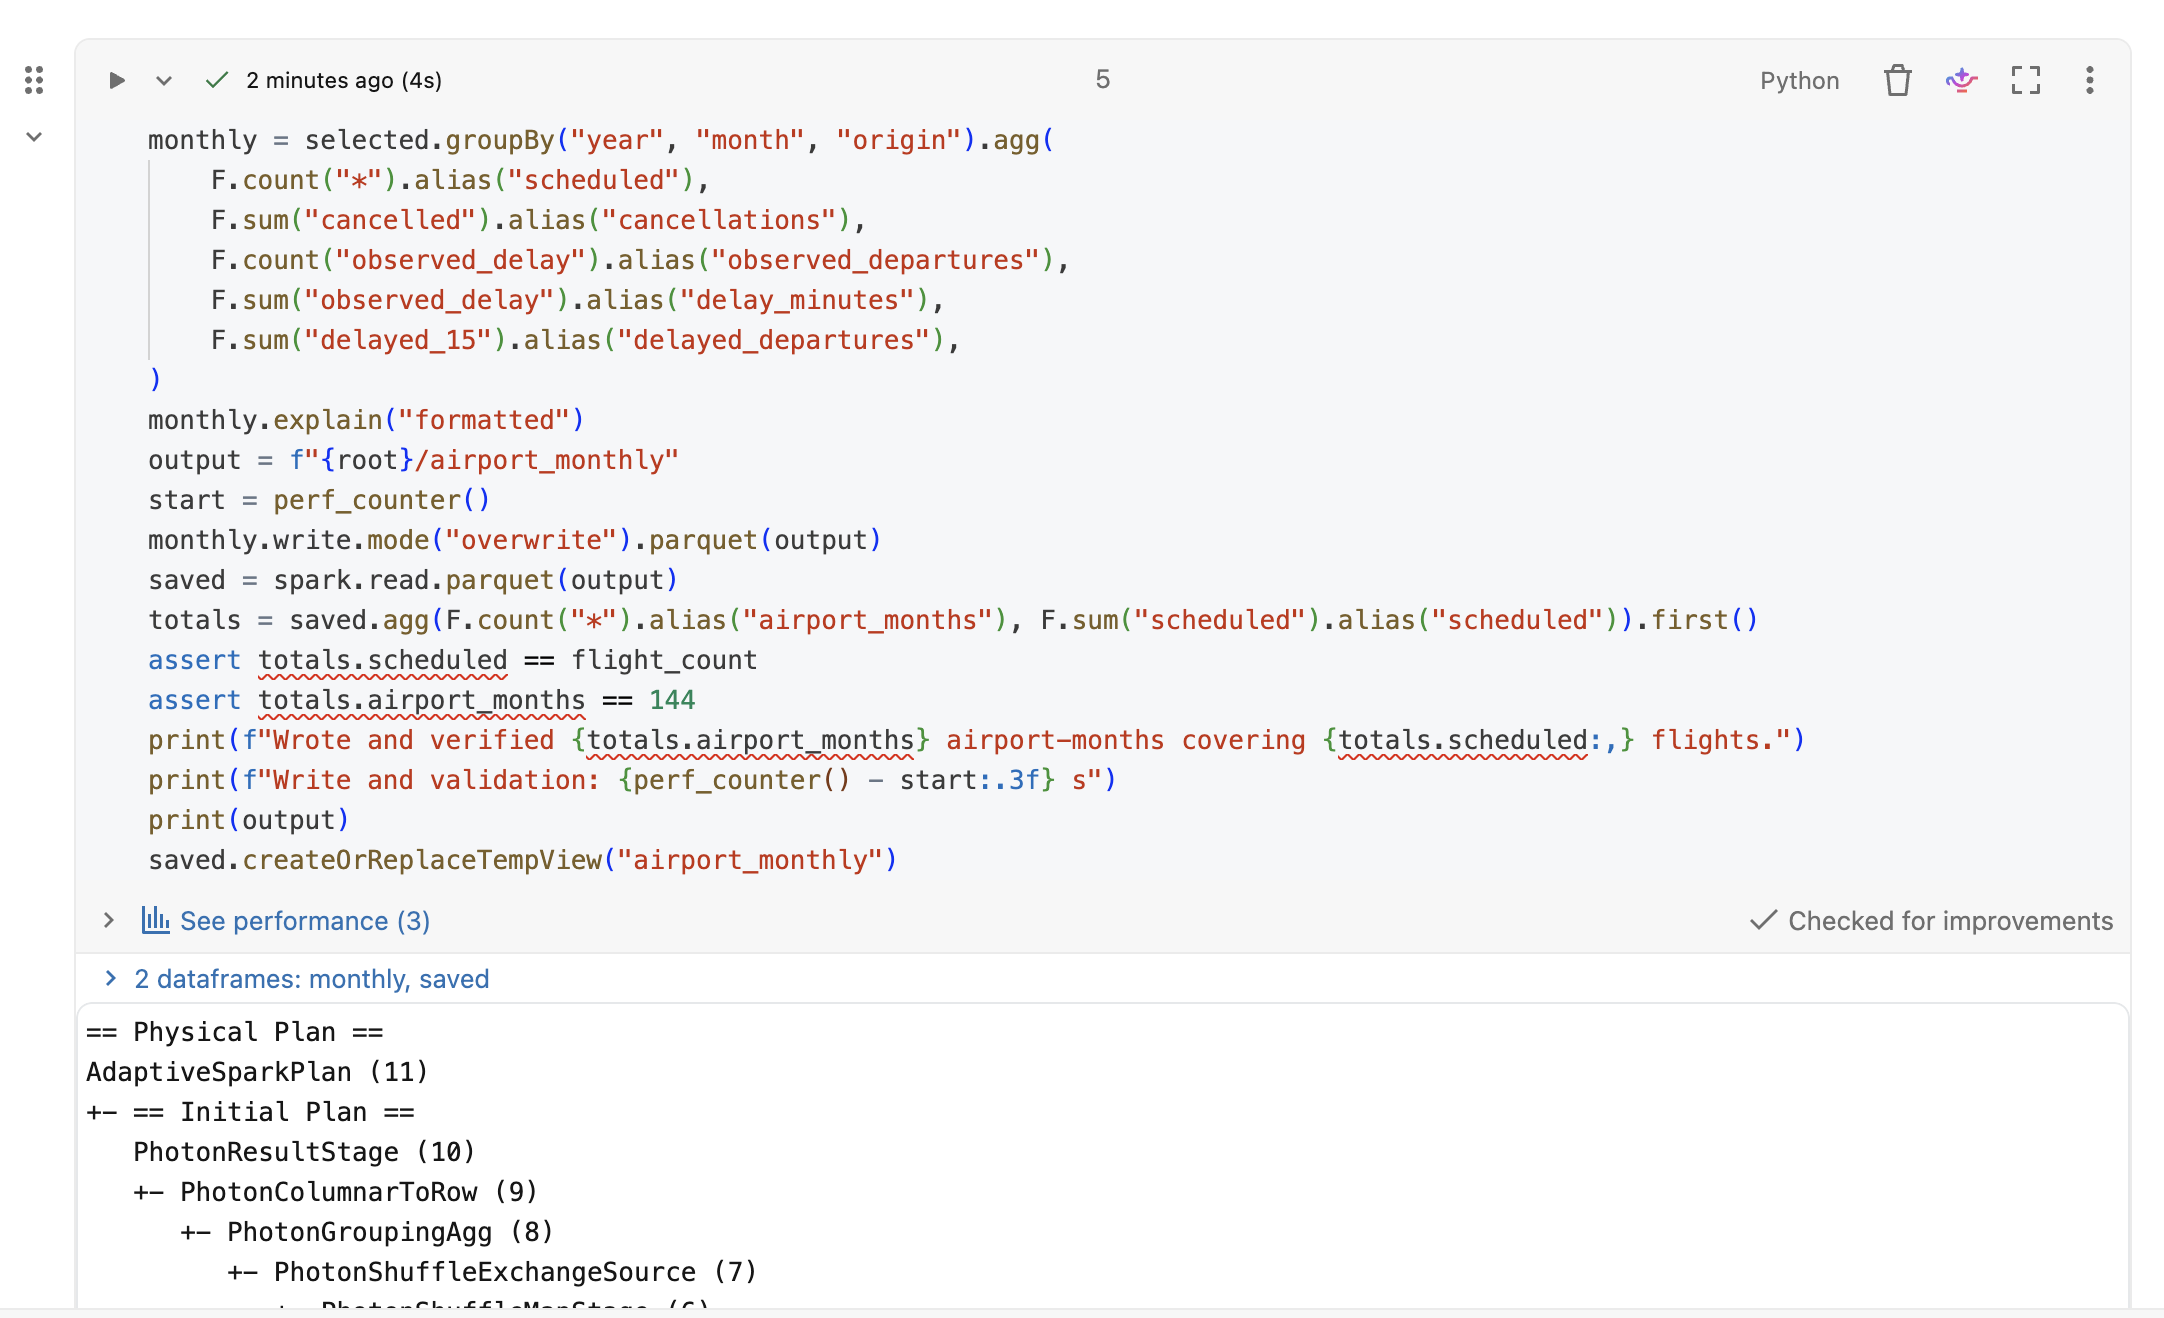 2 minutes ago (4s) 5 Python
monthly = selected.groupBy("year", "month", "origin").agg(
    F.count("*").alias("scheduled"),
    F.sum("cancelled").alias("cancellations"),
    F.count("observed_delay").alias("observed_departures"),
    F.sum("observed_delay").alias("delay_minutes"),
    F.sum("delayed_15").alias("delayed_departures"),
)
monthly.explain("formatted")
output = f"{root}/airport_monthly"
start = perf_counter()
monthly.write.mode("overwrite").parquet(output)
saved = spark.read.parquet(output)
totals = saved.agg(F.count("*").alias("airport_months"), F.sum("scheduled").alias("scheduled")).first()
assert totals.scheduled == flight_count
assert totals.airport_months == 144
print(f"Wrote and verified {totals.airport_months} airport-months covering {totals.scheduled:,} flights.")
print(f"Write and validation: {perf_counter() - start:.3f} s")
print(output)
saved.createOrReplaceTempView("airport_monthly")
See performance (3) Checked for improvements
2 dataframes: monthly, saved
== Physical Plan ==
AdaptiveSparkPlan (11)
+- == Initial Plan ==
   PhotonResultStage (10)
   +- PhotonColumnarToRow (9)
      +- PhotonGroupingAgg (8)
         +- PhotonShuffleExchangeSource (7)
            +- PhotonShuffleMapStage (6)